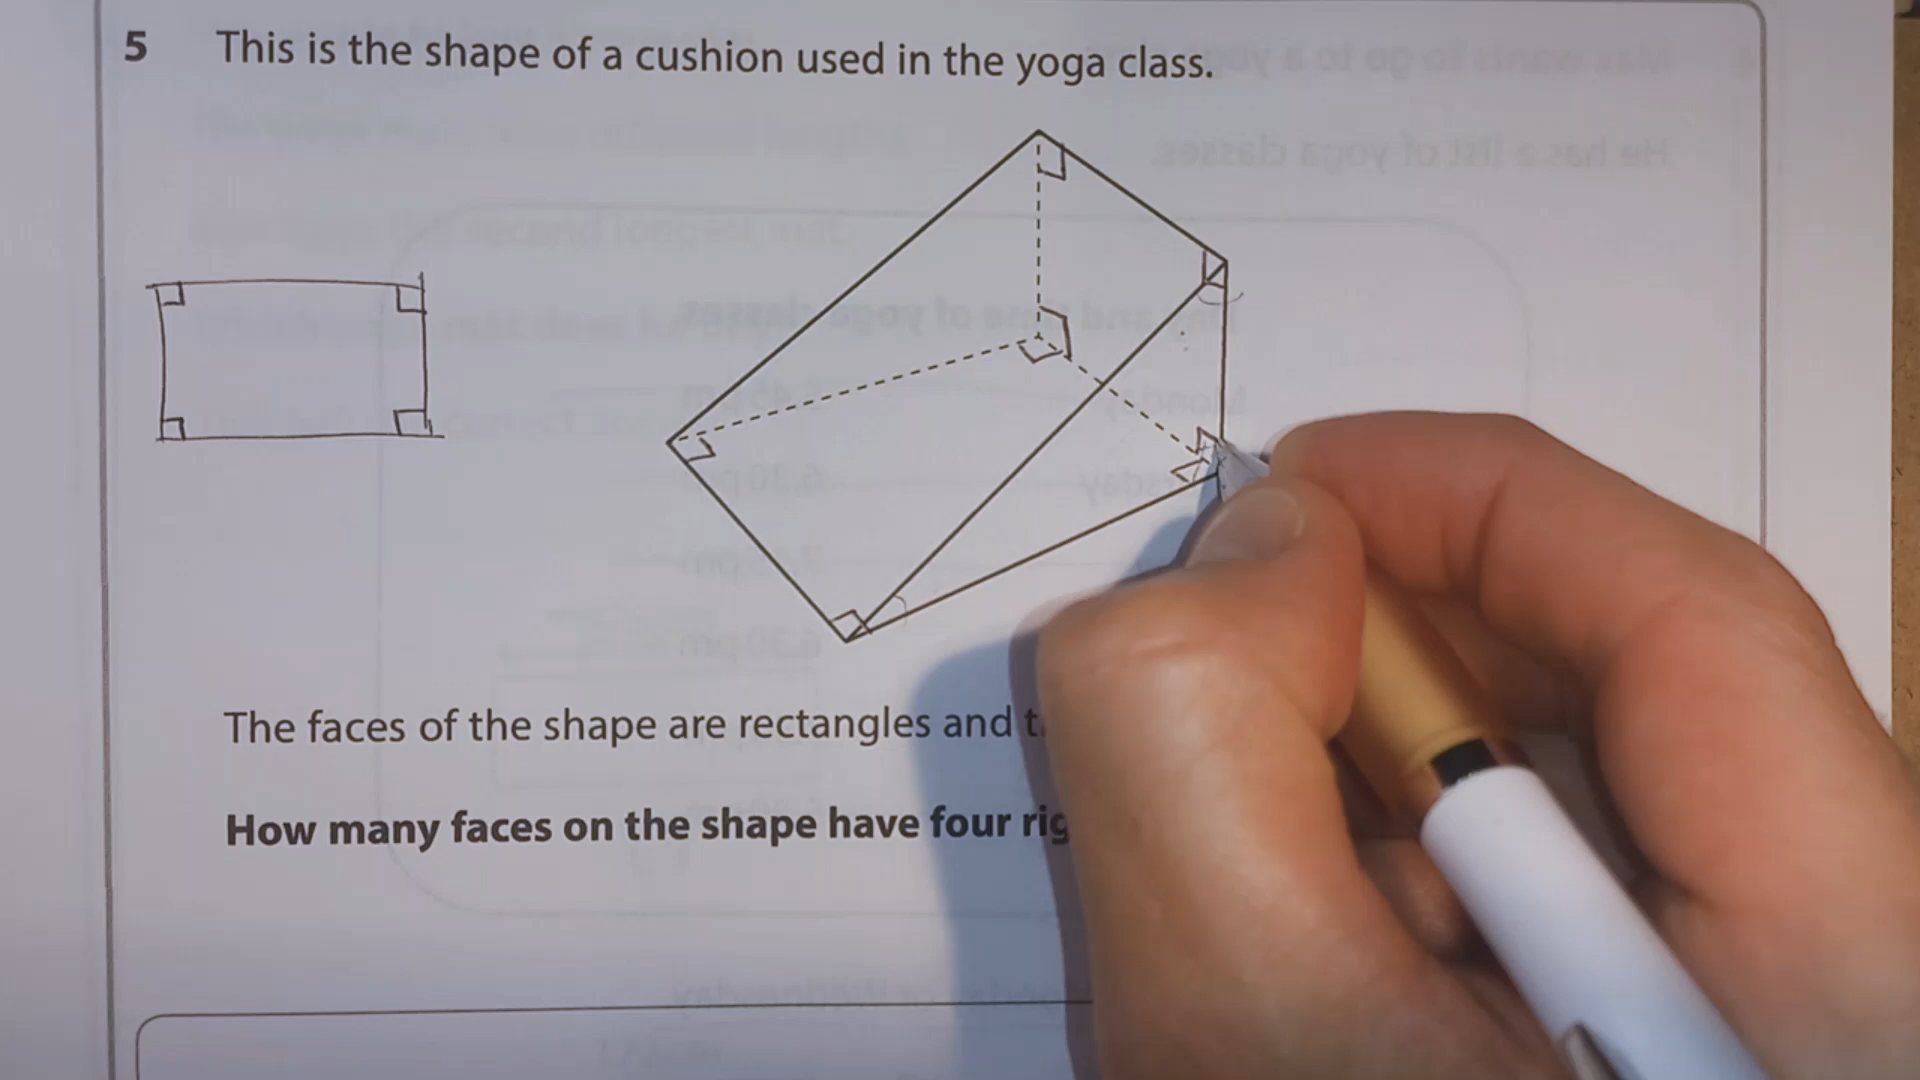 5 This is the shape of a cushion used in the yoga class.
The faces of the shape are rectangles and
How many faces on the shape have four